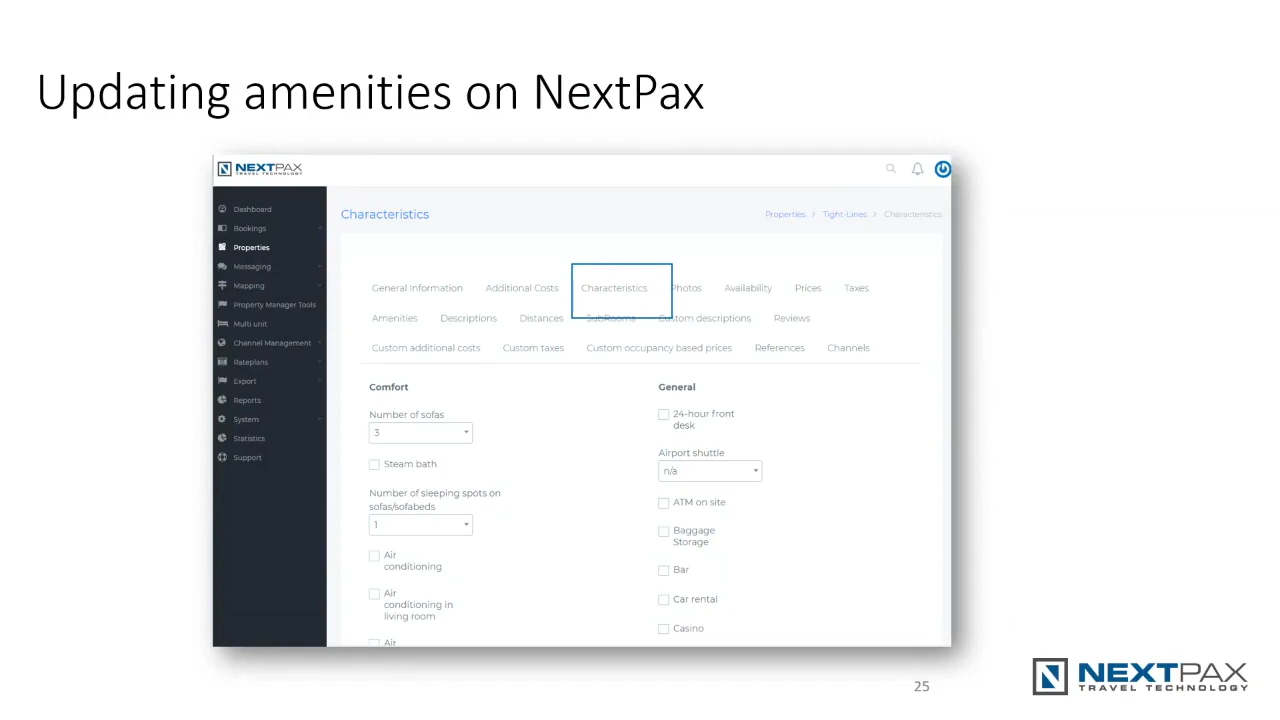 Updating amenities on NextPax
NEXTPAX
TRAVEL TECHNOLOGY
Dashboard
Bookings
Properties
Messaging
Mapping
Property Manager Tools
Multi unit
Channel Management
Rateplans
Export
Reports
System
Statistics
Support
Characteristics
Properties > Tight-Lines > Characteristics
General Information Additional Costs Characteristics Photos Availability Prices Taxes
Amenities Descriptions Distances SubRooms Custom descriptions Reviews
Custom additional costs Custom taxes Custom occupancy based prices References Channels
Comfort
Number of sofas
3
Steam bath
Number of sleeping spots on
sofas/sofabeds
1
Air
conditioning
Air
conditioning in
living room
Air
General
24-hour front
desk
Airport shuttle
n/a
ATM on site
Baggage
Storage
Bar
Car rental
Casino
25
NEXTPAX
TRAVEL TECHNOLOGY